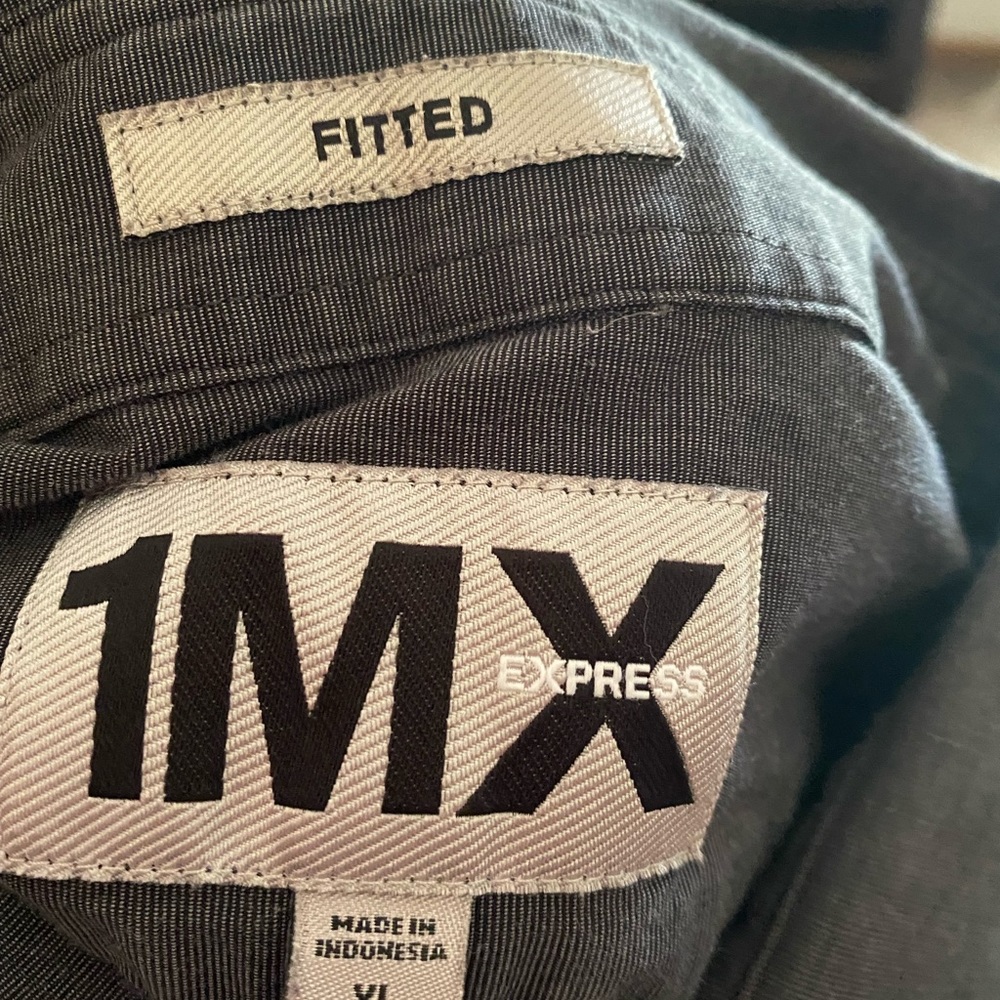 FITTED
1MX
EXPRESS
MADE IN
INDONESIA
XL